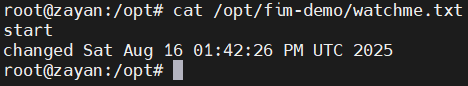 root@zayan:/opt# cat /opt/fim-demo/watchme.txt
start
changed Sat Aug 16 01:42:26 PM UTC 2025
root@zayan:/opt#